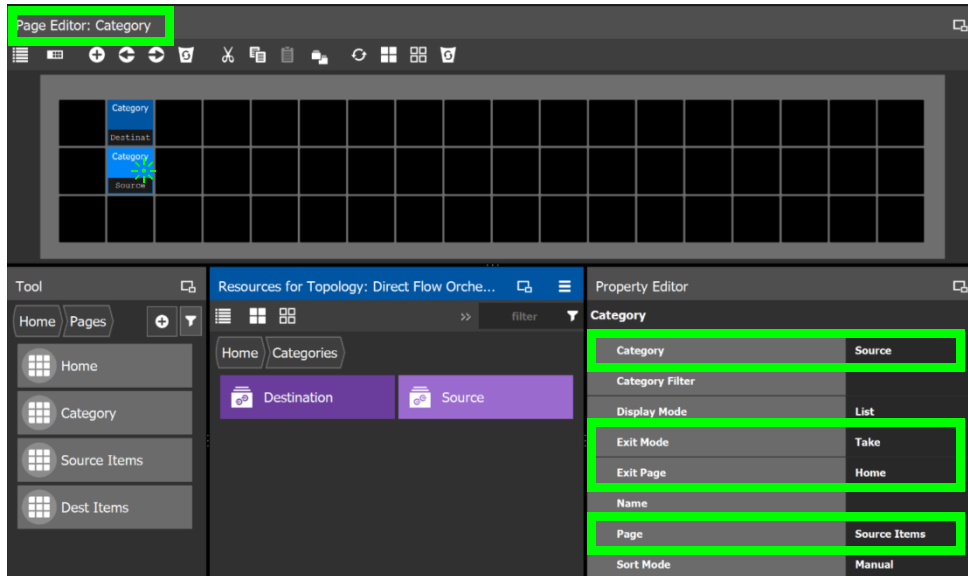 Page Editor: Category
Category
Destinat
Category
Source
Tool
Home Pages
Home
Category
Source Items
Dest Items
Resources for Topology: Direct Flow Orche...
>> filter
Home Categories
Destination Source
Property Editor
Category
Category Source
Category Filter
Display Mode List
Exit Mode Take
Exit Page Home
Name
Page Source Items
Sort Mode Manual